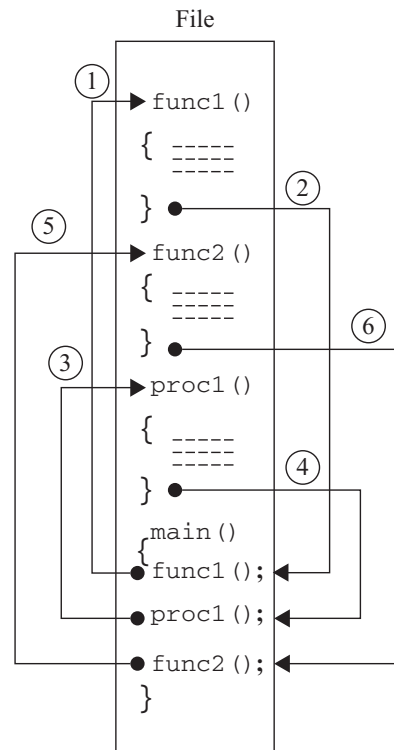 File
1
func1()
{
-----
-----
-----
2
}
5
func2()
{
-----
-----
-----
6
}
3
proc1()
{
-----
-----
-----
4
}
main()
{
func1();
proc1();
func2();
}